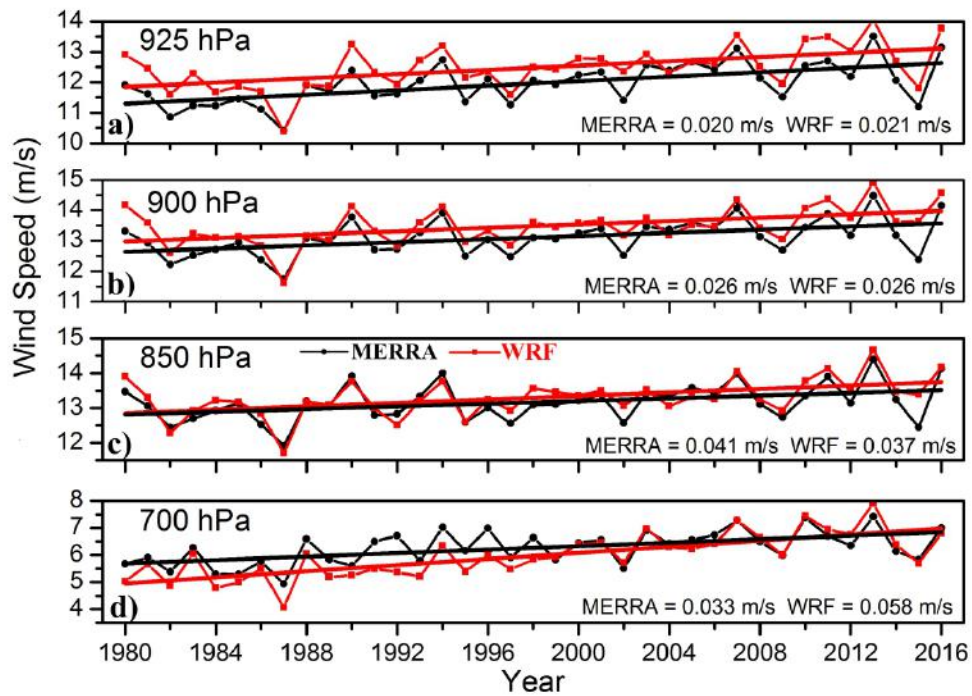 Wind Speed (m/s)
14
13
12
11
10
925 hPa
a)
MERRA = 0.020 m/s WRF = 0.021 m/s
15
14
13
12
11
900 hPa
b)
MERRA = 0.026 m/s WRF = 0.026 m/s
15
14
13
12
850 hPa
MERRA WRF
c)
MERRA = 0.041 m/s WRF = 0.037 m/s
8
7
6
5
4
700 hPa
d)
MERRA = 0.033 m/s WRF = 0.058 m/s
1980 1984 1988 1992 1996 2000 2004 2008 2012 2016
Year